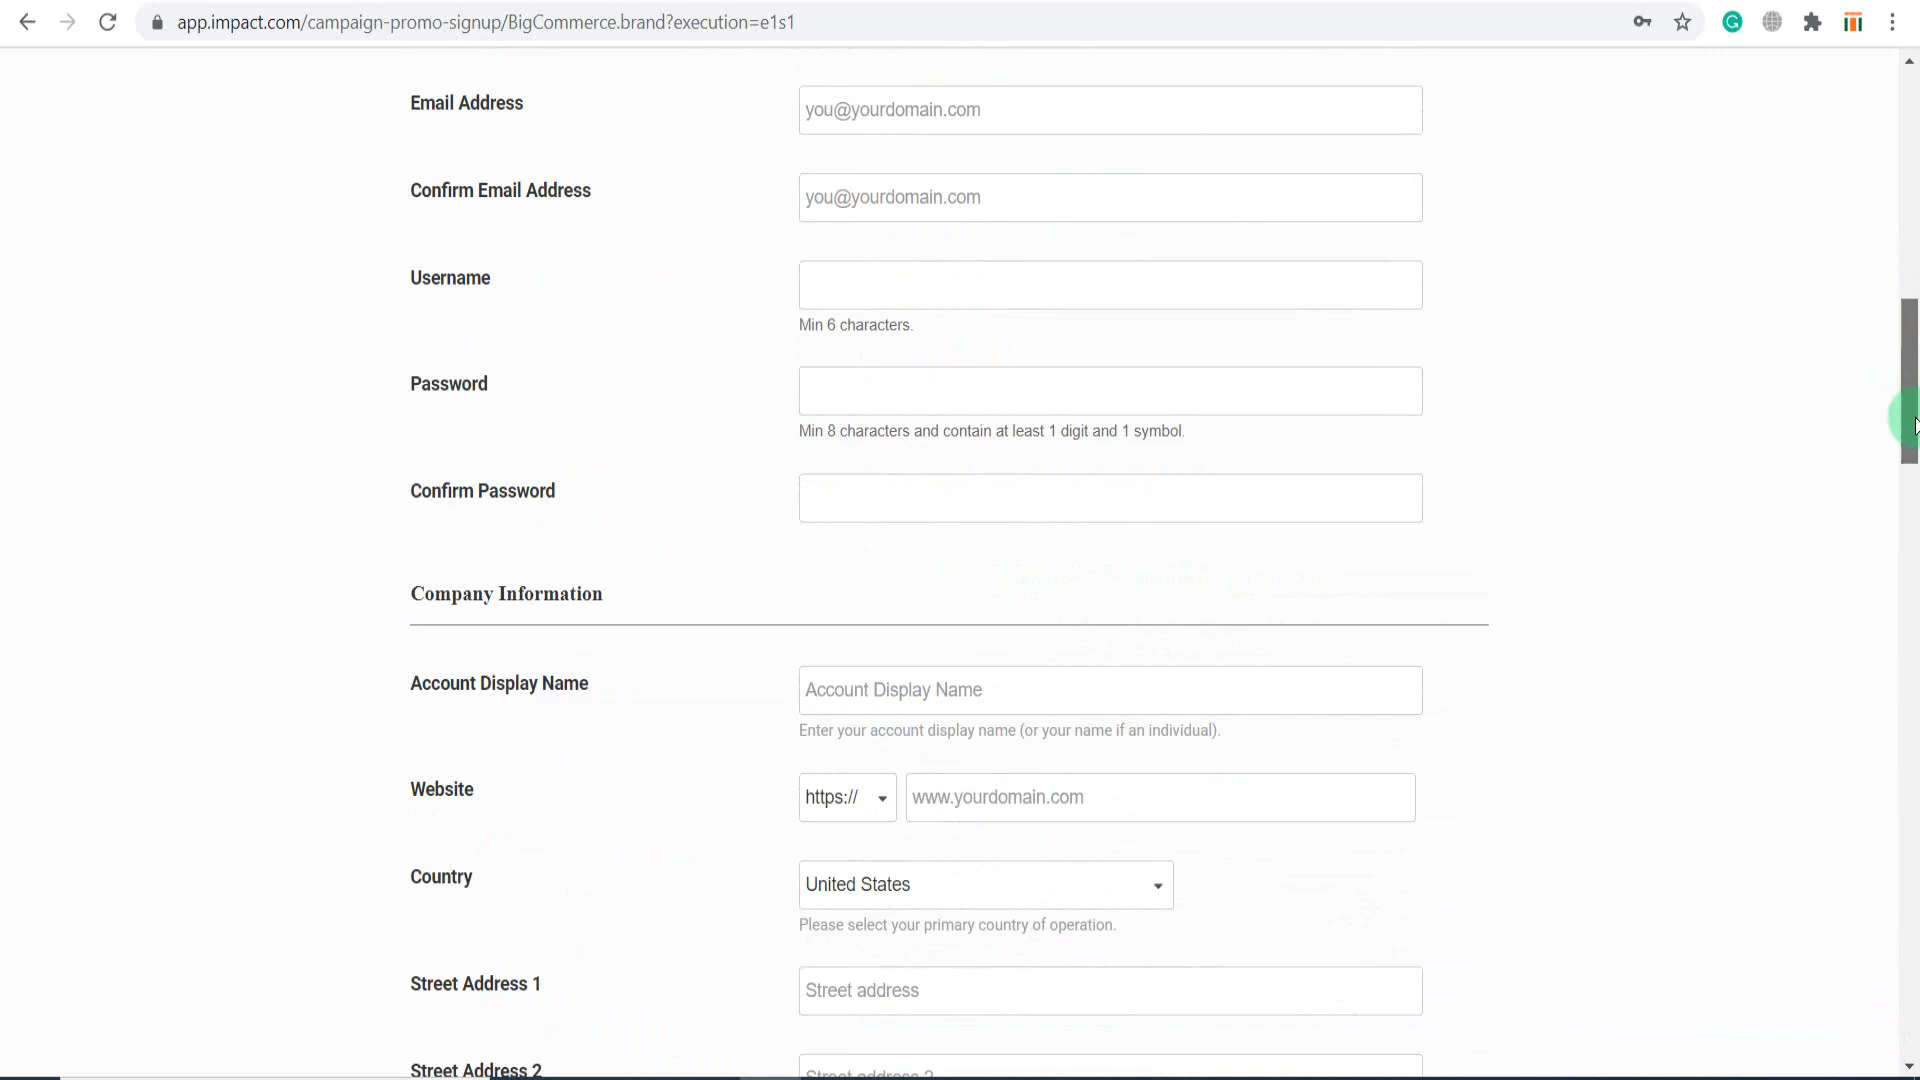 app.impact.com/campaign-promo-signup/BigCommerce.brand?execution=e1s1
Email Address
you@yourdomain.com
Confirm Email Address
you@yourdomain.com
Username
Min 6 characters.
Password
Min 8 characters and contain at least 1 digit and 1 symbol.
Confirm Password
Company Information
Account Display Name
Account Display Name
Enter your account display name (or your name if an individual).
Website
https://
www.yourdomain.com
Country
United States
Please select your primary country of operation.
Street Address 1
Street address
Street Address 2
Street address 2